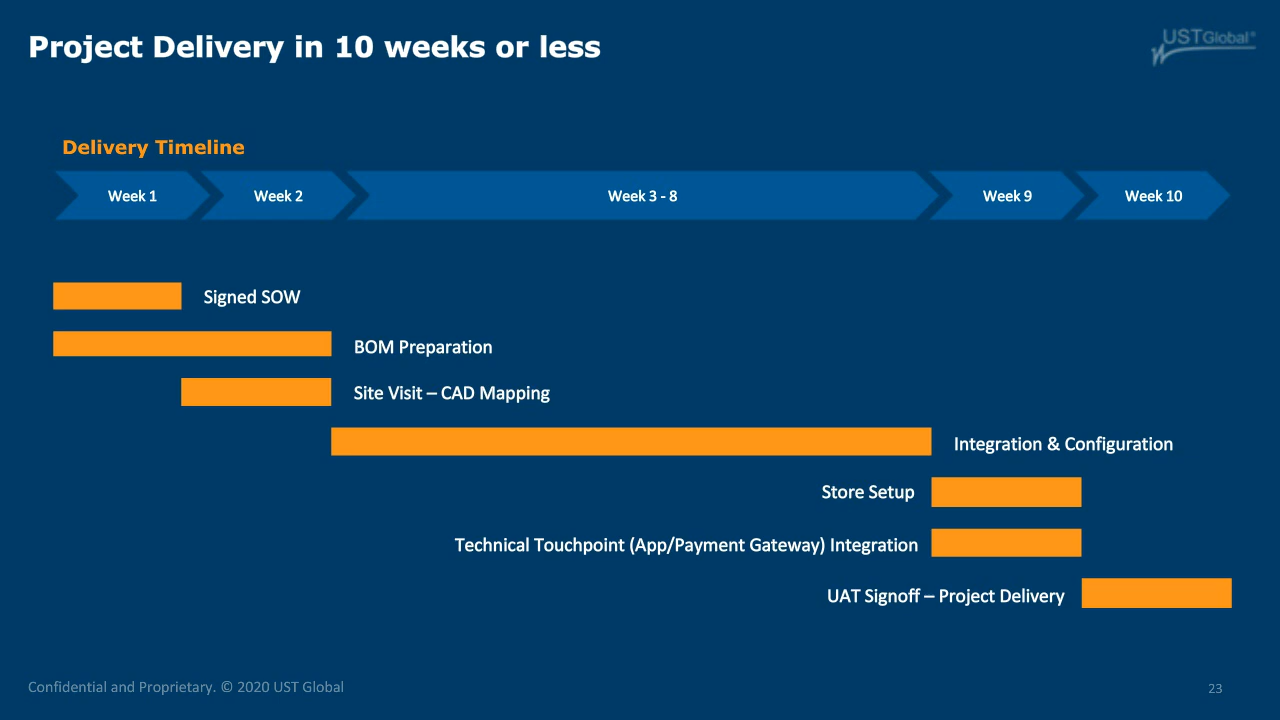 Project Delivery in 10 weeks or less
USTGlobal®
Delivery Timeline
Week 1
Week 2
Week 3 - 8
Week 9
Week 10
Signed SOW
BOM Preparation
Site Visit – CAD Mapping
Integration & Configuration
Store Setup
Technical Touchpoint (App/Payment Gateway) Integration
UAT Signoff – Project Delivery
Confidential and Proprietary. © 2020 UST Global
23